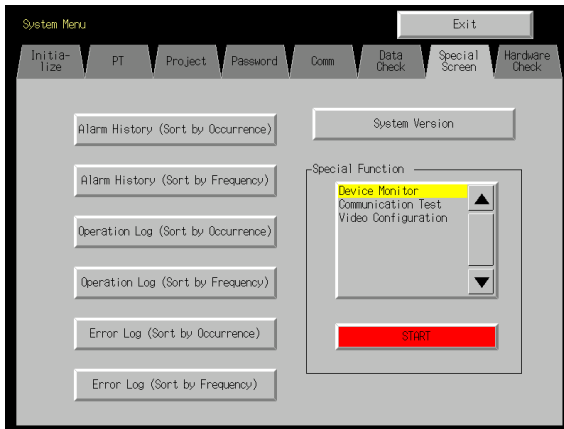 System Menu
Exit
Initia-
lize
PT
Project
Password
Comm
Data
Check
Special
Screen
Hardware
Check
Alarm History (Sort by Occurrence)
Alarm History (Sort by Frequency)
Operation Log (Sort by Occurrence)
Operation Log (Sort by Frequency)
Error Log (Sort by Occurrence)
Error Log (Sort by Frequency)
System Version
Special Function
Device Monitor
Communication Test
Video Configuration
START